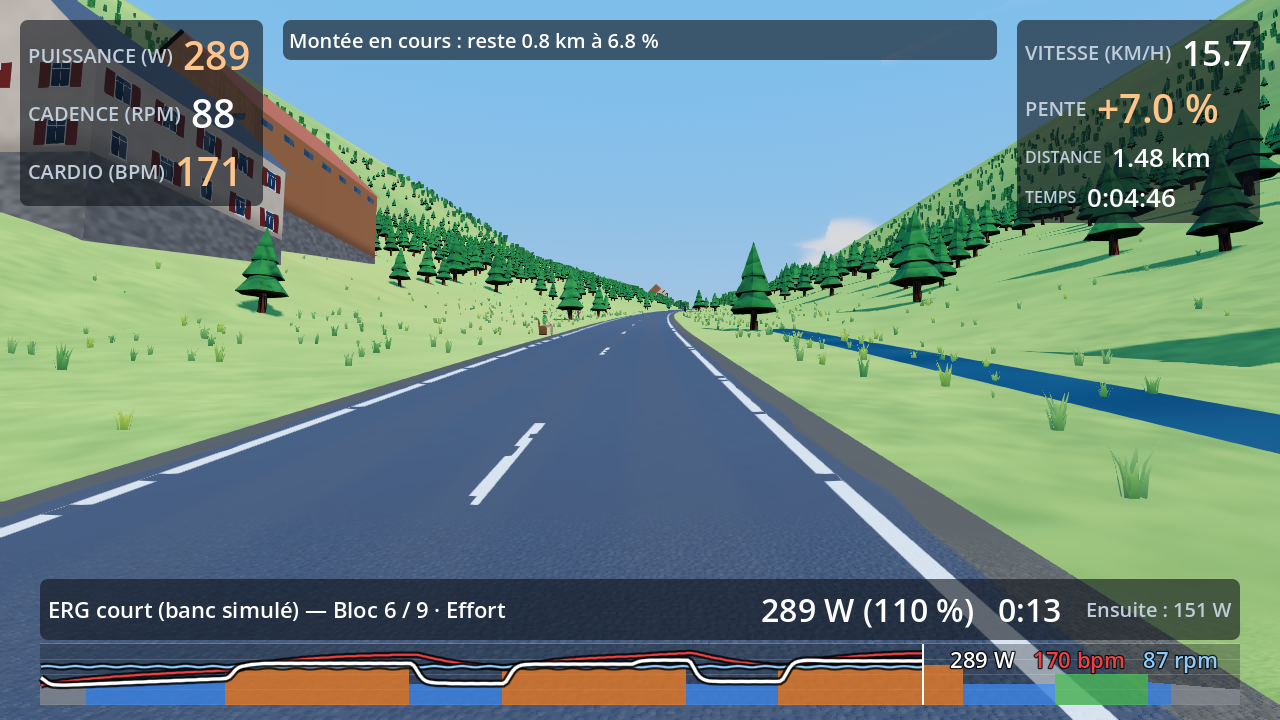 PUISSANCE (W) 289
CADENCE (RPM) 88
CARDIO (BPM) 171
Montée en cours : reste 0.8 km à 6.8 %
VITESSE (KM/H) 15.7
PENTE +7.0 %
DISTANCE 1.48 km
TEMPS 0:04:46
ERG court (banc simulé) — Bloc 6 / 9 · Effort
289 W (110 %) 0:13 Ensuite : 151 W
289 W 170 bpm 87 rpm